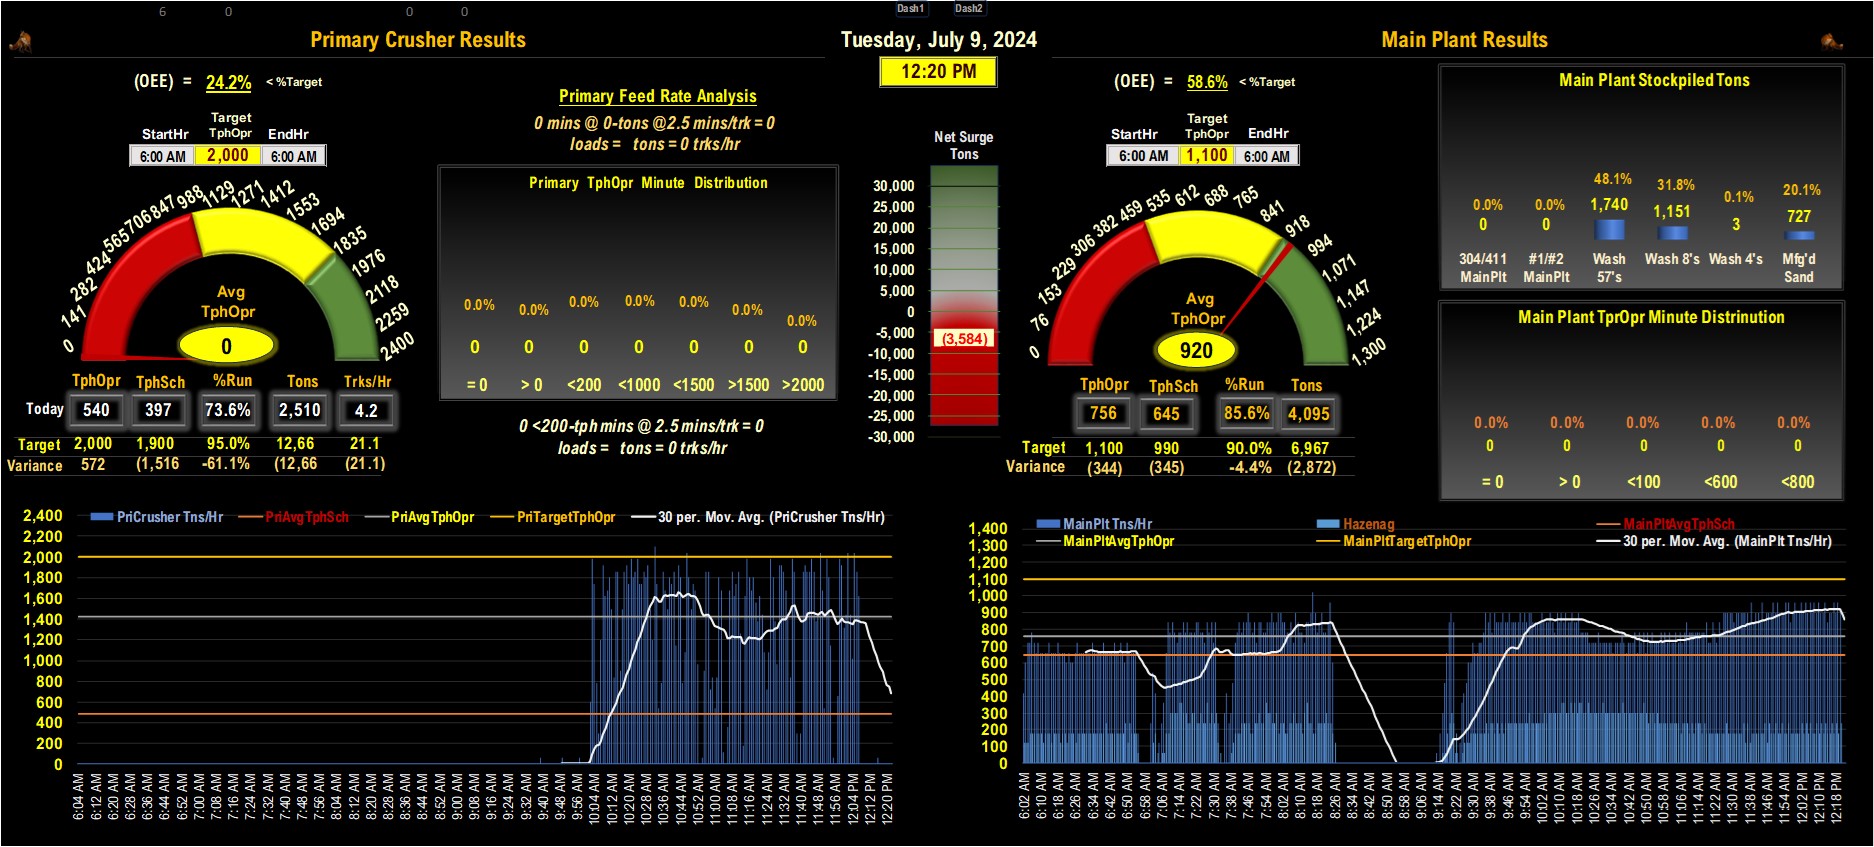 6 0 0 0 Dash1 Dash2
Primary Crusher Results
Tuesday, July 9, 2024
Main Plant Results
12:20 PM
(OEE) = 24.2% < %Target
Target
StartHr TphOpr EndHr
6:00 AM 2,000 6:00 AM
0 141 282 424 565 706 847 988 1129 1271 1412 1553 1694 1835 1976 2118 2259 2400
Avg
TphOpr
0
TphOpr TphSch %Run Tons Trks/Hr
Today 540 397 73.6% 2,510 4.2
Target 2,000 1,900 95.0% 12,66 21.1
Variance 572 (1,516 -61.1% (12,66 (21.1)
Primary Feed Rate Analysis
0 mins @ 0-tons @2.5 mins/trk = 0
loads = tons = 0 trks/hr
Primary TphOpr Minute Distribution
0.0% 0.0% 0.0% 0.0% 0.0% 0.0% 0.0%
0 0 0 0 0 0 0
= 0 > 0 <200 <1000 <1500 >1500 >2000
0 <200-tph mins @ 2.5 mins/trk = 0
loads = tons = 0 trks/hr
Net Surge
Tons
30,000
25,000
20,000
15,000
10,000
5,000
0
-5,000
(3,584)
-10,000
-15,000
-20,000
-25,000
-30,000
(OEE) = 58.6% < %Target
Target
StartHr TphOpr EndHr
6:00 AM 1,100 6:00 AM
0 76 153 229 306 382 459 535 612 688 765 841 918 994 1,071 1,147 1,224 1,300
Avg
TphOpr
920
TphOpr TphSch %Run Tons
756 645 85.6% 4,095
Target 1,100 990 90.0% 6,967
Variance (344) (345) -4.4% (2,872)
Main Plant Stockpiled Tons
0.0% 0.0% 48.1% 31.8% 0.1% 20.1%
0 0 1,740 1,151 3 727
304/411 #1/#2 Wash Wash 8's Wash 4's Mfg'd
MainPlt MainPlt 57's Sand
Main Plant TprOpr Minute Distrinution
0.0% 0.0% 0.0% 0.0% 0.0%
0 0 0 0 0
= 0 > 0 <100 <600 <800
PriCrusher Tns/Hr PriAvgTphSch PriAvgTphOpr PriTargetTphOpr 30 per. Mov. Avg. (PriCrusher Tns/Hr)
2,400
2,200
2,000
1,800
1,600
1,400
1,200
1,000
800
600
400
200
0
6:04 AM 6:12 AM 6:20 AM 6:28 AM 6:36 AM 6:44 AM 6:52 AM 7:00 AM 7:08 AM 7:16 AM 7:24 AM 7:32 AM 7:40 AM 7:48 AM 7:56 AM 8:04 AM 8:12 AM 8:20 AM 8:28 AM 8:36 AM 8:44 AM 8:52 AM 9:00 AM 9:08 AM 9:16 AM 9:24 AM 9:32 AM 9:40 AM 9:48 AM 9:56 AM 10:04 AM 10:12 AM 10:20 AM 10:28 AM 10:36 AM 10:44 AM 10:52 AM 11:00 AM 11:08 AM 11:16 AM 11:24 AM 11:32 AM 11:40 AM 11:48 AM 11:56 AM 12:04 PM 12:12 PM 12:20 PM
MainPlt Tns/Hr Hazenag MainPltAvgTphSch
MainPltAvgTphOpr MainPltTargetTphOpr 30 per. Mov. Avg. (MainPlt Tns/Hr)
1,400
1,300
1,200
1,100
1,000
900
800
700
600
500
400
300
200
100
0
6:02 AM 6:10 AM 6:18 AM 6:26 AM 6:34 AM 6:42 AM 6:50 AM 6:58 AM 7:06 AM 7:14 AM 7:22 AM 7:30 AM 7:38 AM 7:46 AM 7:54 AM 8:02 AM 8:10 AM 8:18 AM 8:26 AM 8:34 AM 8:42 AM 8:50 AM 8:58 AM 9:06 AM 9:14 AM 9:22 AM 9:30 AM 9:38 AM 9:46 AM 9:54 AM 10:02 AM 10:10 AM 10:18 AM 10:26 AM 10:34 AM 10:42 AM 10:50 AM 10:58 AM 11:06 AM 11:14 AM 11:22 AM 11:30 AM 11:38 AM 11:46 AM 11:54 AM 12:02 PM 12:10 PM 12:18 PM